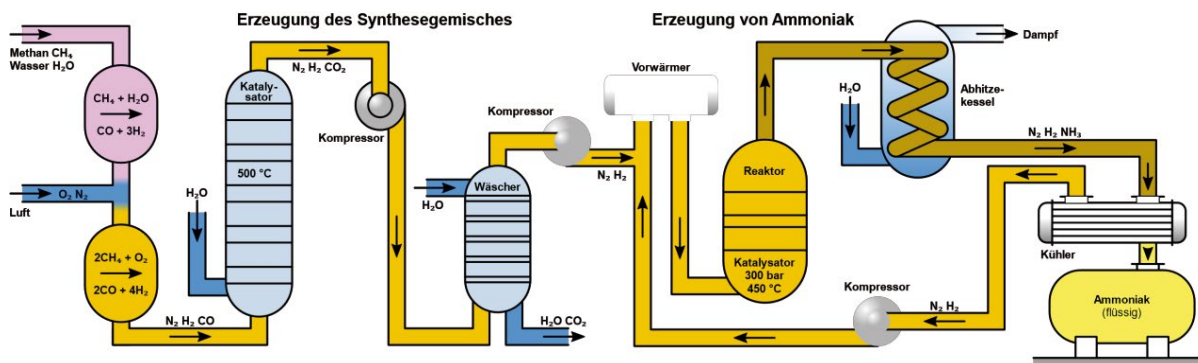 Erzeugung des Synthesegemisches
Erzeugung von Ammoniak
Methan CH₄
Wasser H₂O
CH₄ + H₂O
CO + 3H₂
O₂ N₂
Luft
2CH₄ + O₂
2CO + 4H₂
N₂ H₂ CO
H₂O
Kataly-
sator
500 °C
N₂ H₂ CO₂
Kompressor
H₂O
Wäscher
H₂O CO₂
Kompressor
N₂ H₂
Vorwärmer
Reaktor
Katalysator
300 bar
450 °C
H₂O
Dampf
Abhitze-
kessel
N₂ H₂ NH₃
Kühler
Kompressor
N₂ H₂
Ammoniak
(flüssig)